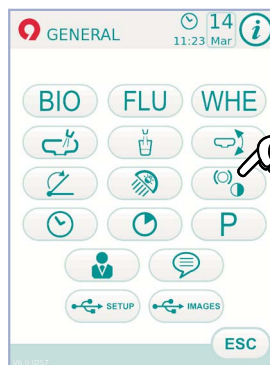 GENERAL
14
11:23 Mar
i
BIO FLU WHE
P
SETUP IMAGES
ESC